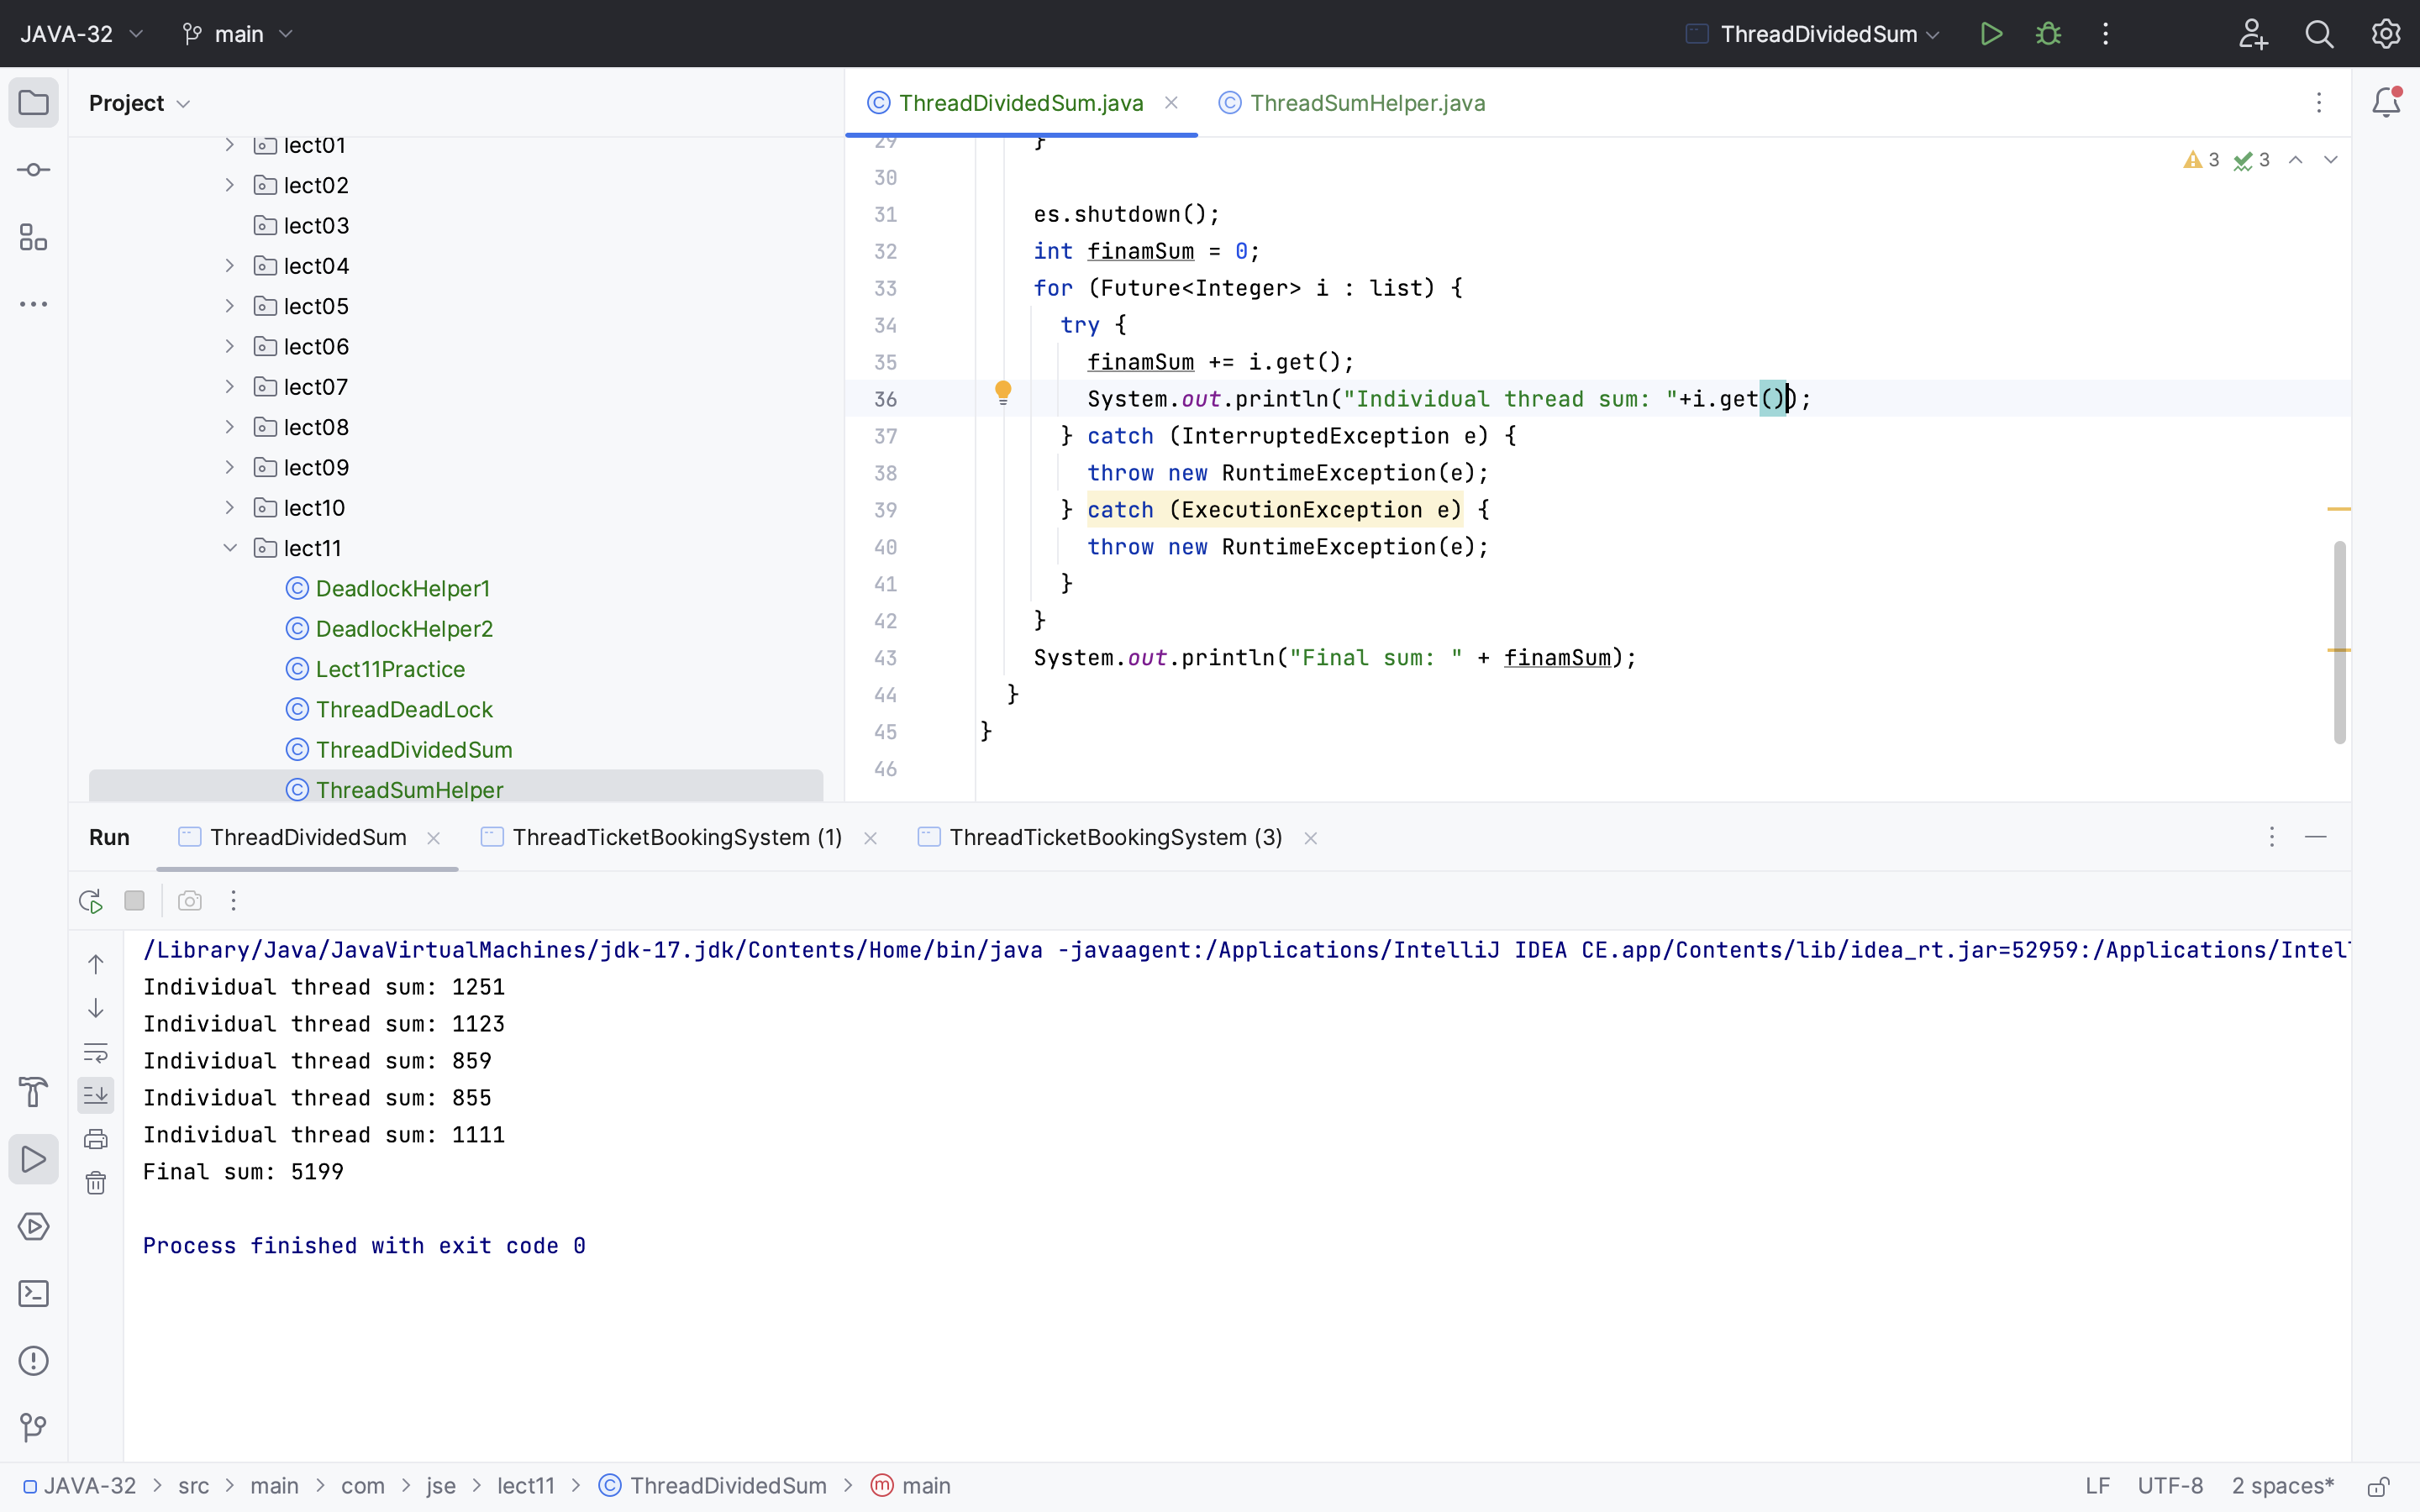 JAVA-32 main ThreadDividedSum
Project
lect01
lect02
lect03
lect04
lect05
lect06
lect07
lect08
lect09
lect10
lect11
DeadlockHelper1
DeadlockHelper2
Lect11Practice
ThreadDeadLock
ThreadDividedSum
ThreadSumHelper
ThreadDividedSum.java ThreadSumHelper.java
3 3
29 }
30
31 es.shutdown();
32 int finamSum = 0;
33 for (Future<Integer> i : list) {
34 try {
35 finamSum += i.get();
36 System.out.println("Individual thread sum: "+i.get());
37 } catch (InterruptedException e) {
38 throw new RuntimeException(e);
39 } catch (ExecutionException e) {
40 throw new RuntimeException(e);
41 }
42 }
43 System.out.println("Final sum: " + finamSum);
44 }
45 }
46
Run ThreadDividedSum ThreadTicketBookingSystem (1) ThreadTicketBookingSystem (3)
/Library/Java/JavaVirtualMachines/jdk-17.jdk/Contents/Home/bin/java -javaagent:/Applications/IntelliJ IDEA CE.app/Contents/lib/idea_rt.jar=52959:/Applications/Intel
Individual thread sum: 1251
Individual thread sum: 1123
Individual thread sum: 859
Individual thread sum: 855
Individual thread sum: 1111
Final sum: 5199
Process finished with exit code 0
JAVA-32 > src > main > com > jse > lect11 > ThreadDividedSum > main LF UTF-8 2 spaces*